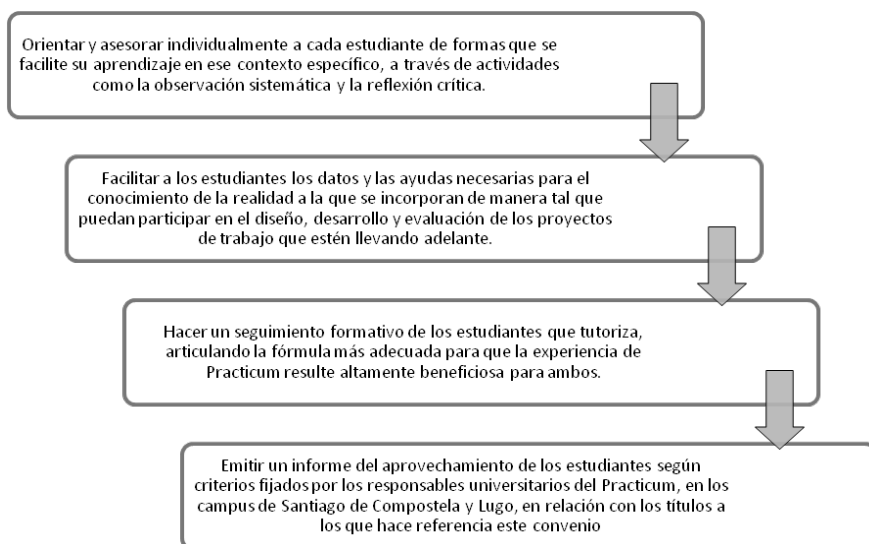 Orientar y asesorar individualmente a cada estudiante de formas que se
facilite su aprendizaje en ese contexto específico, a través de actividades
como la observación sistemática y la reflexión crítica.
Facilitar a los estudiantes los datos y las ayudas necesarias para el
conocimiento de la realidad a la que se incorporan de manera tal que
puedan participar en el diseño, desarrollo y evaluación de los proyectos
de trabajo que estén llevando adelante.
Hacer un seguimiento formativo de los estudiantes que tutoriza,
articulando la fórmula más adecuada para que la experiencia de
Practicum resulte altamente beneficiosa para ambos.
Emitir un informe del aprovechamiento de los estudiantes según
criterios fijados por los responsables universitarios del Practicum, en los
campus de Santiago de Compostela y Lugo, en relación con los títulos a
los que hace referencia este convenio